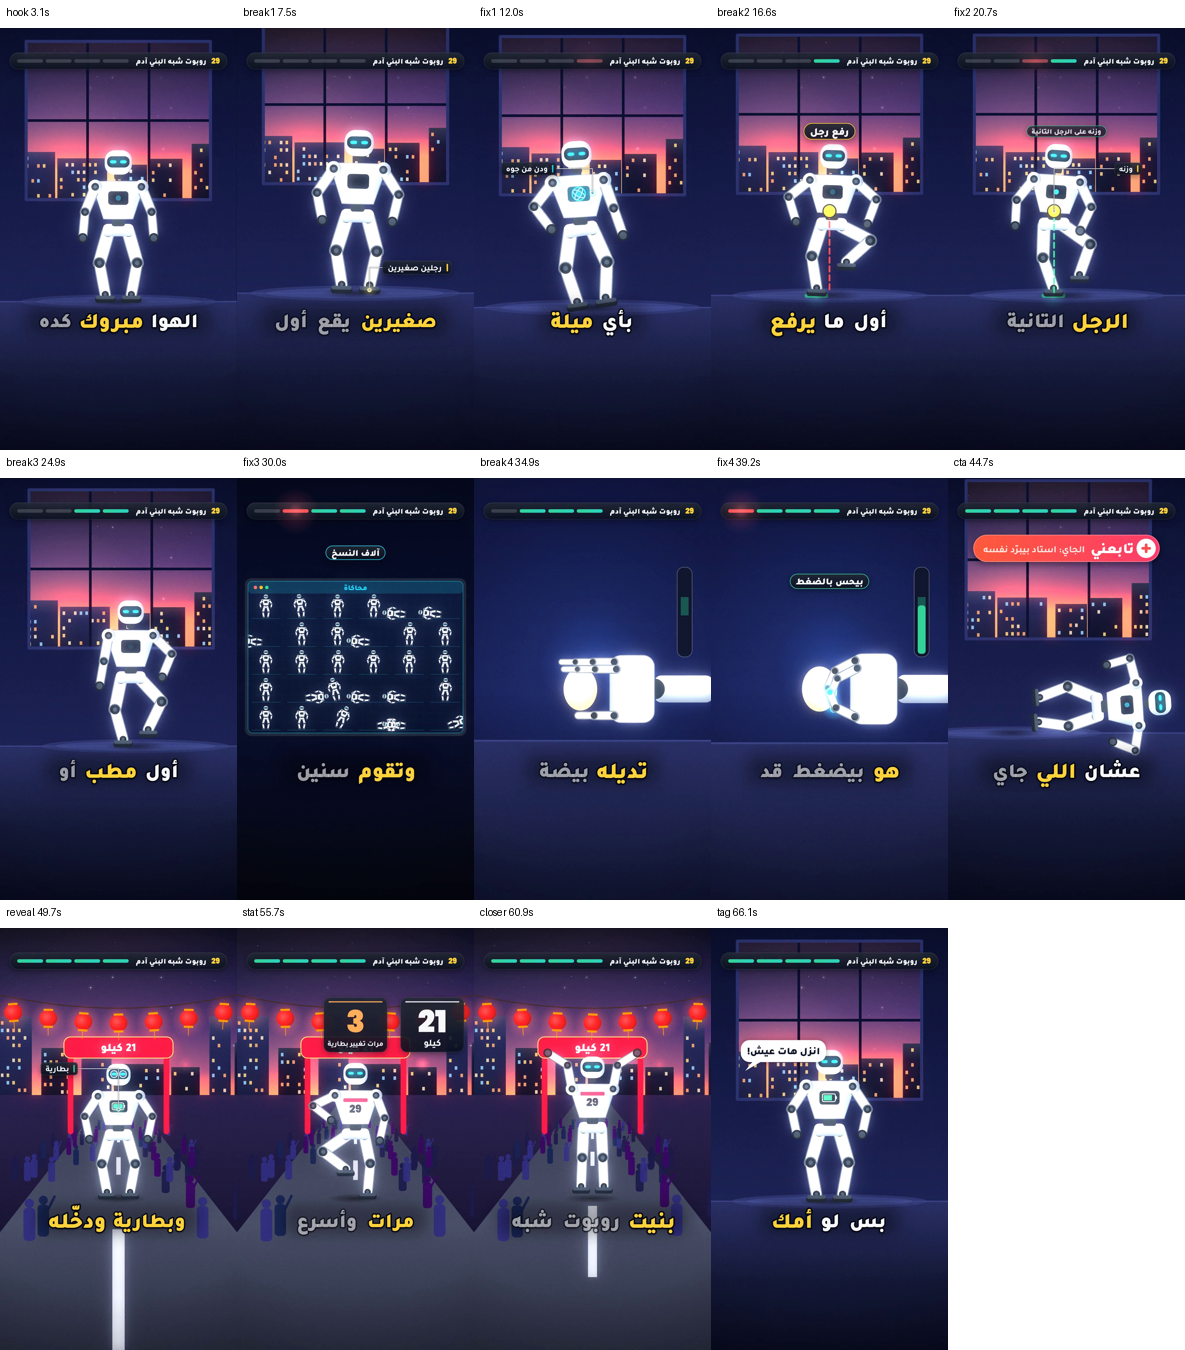 hook 3.1s
29 روبوت شبه البني آدم
الهوا مبروك كده
break1 7.5s
29 روبوت شبه البني آدم
رجلين صغيرين
صغيرين يقع أول
fix1 12.0s
29 روبوت شبه البني آدم
ودن من جوه
بأي ميلة
break2 16.6s
29 روبوت شبه البني آدم
رفع رجل
أول ما يرفع
fix2 20.7s
29 روبوت شبه البني آدم
وزنه على الرجل التانية
وزنه
الرجل التانية
break3 24.9s
29 روبوت شبه البني آدم
أول مطب أو
fix3 30.0s
29 روبوت شبه البني آدم
آلاف النسخ
محاكاة
وتقوم سنين
break4 34.9s
29 روبوت شبه البني آدم
تديله بيضة
fix4 39.2s
29 روبوت شبه البني آدم
بيحس بالضغط
هو بيضغط قد
cta 44.7s
29 روبوت شبه البني آدم
تابعني الجاي: استاد بيبرّد نفسه
عشان اللي جاي
reveal 49.7s
29 روبوت شبه البني آدم
21 كيلو
بطارية
وبطارية ودخّله
stat 55.7s
29 روبوت شبه البني آدم
21
كيلو
3
مرات تغيير بطارية
29
مرات وأسرع
closer 60.9s
29 روبوت شبه البني آدم
21 كيلو
29
بنيت روبوت شبه
tag 66.1s
29 روبوت شبه البني آدم
انزل هات عيش!
بس لو أمك